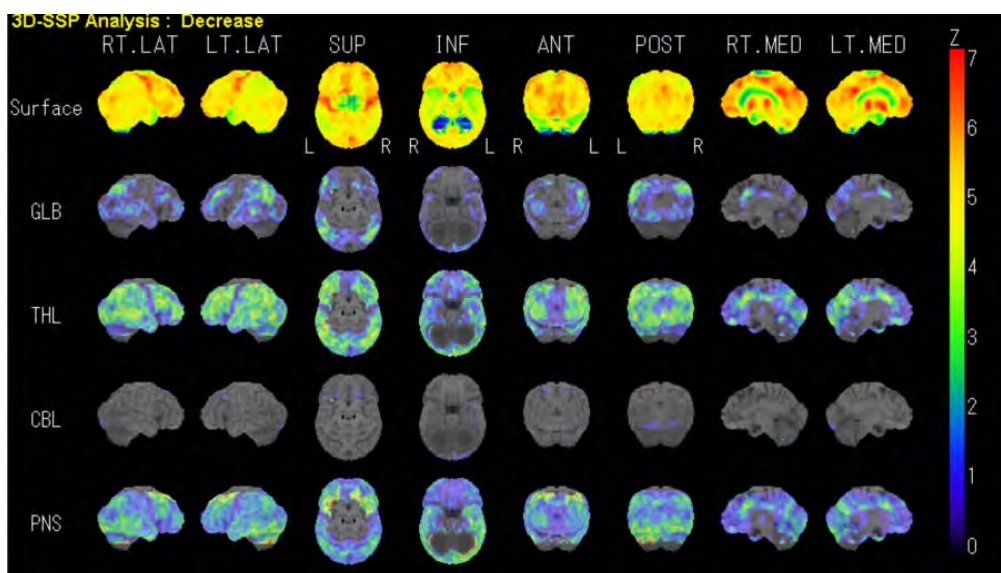 3D-SSP Analysis : Decrease
RT.LAT LT.LAT SUP INF ANT POST RT.MED LT.MED Z
7
Surface
6
L R R L R L L R
GLB
5
4
THL
3
CBL
2
1
PNS
0